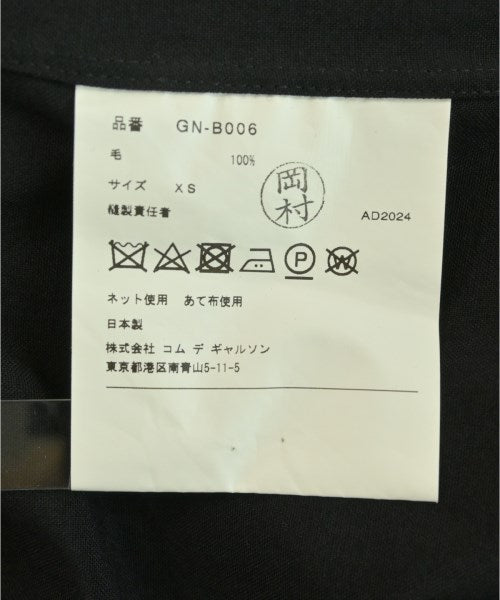 品番 GN-B006
毛 100%
サイズ XS
岡村
縫製責任者
AD2024
P W
ネット使用 あて布使用
日本製
株式会社 コム デ ギャルソン
東京都港区南青山5-11-5